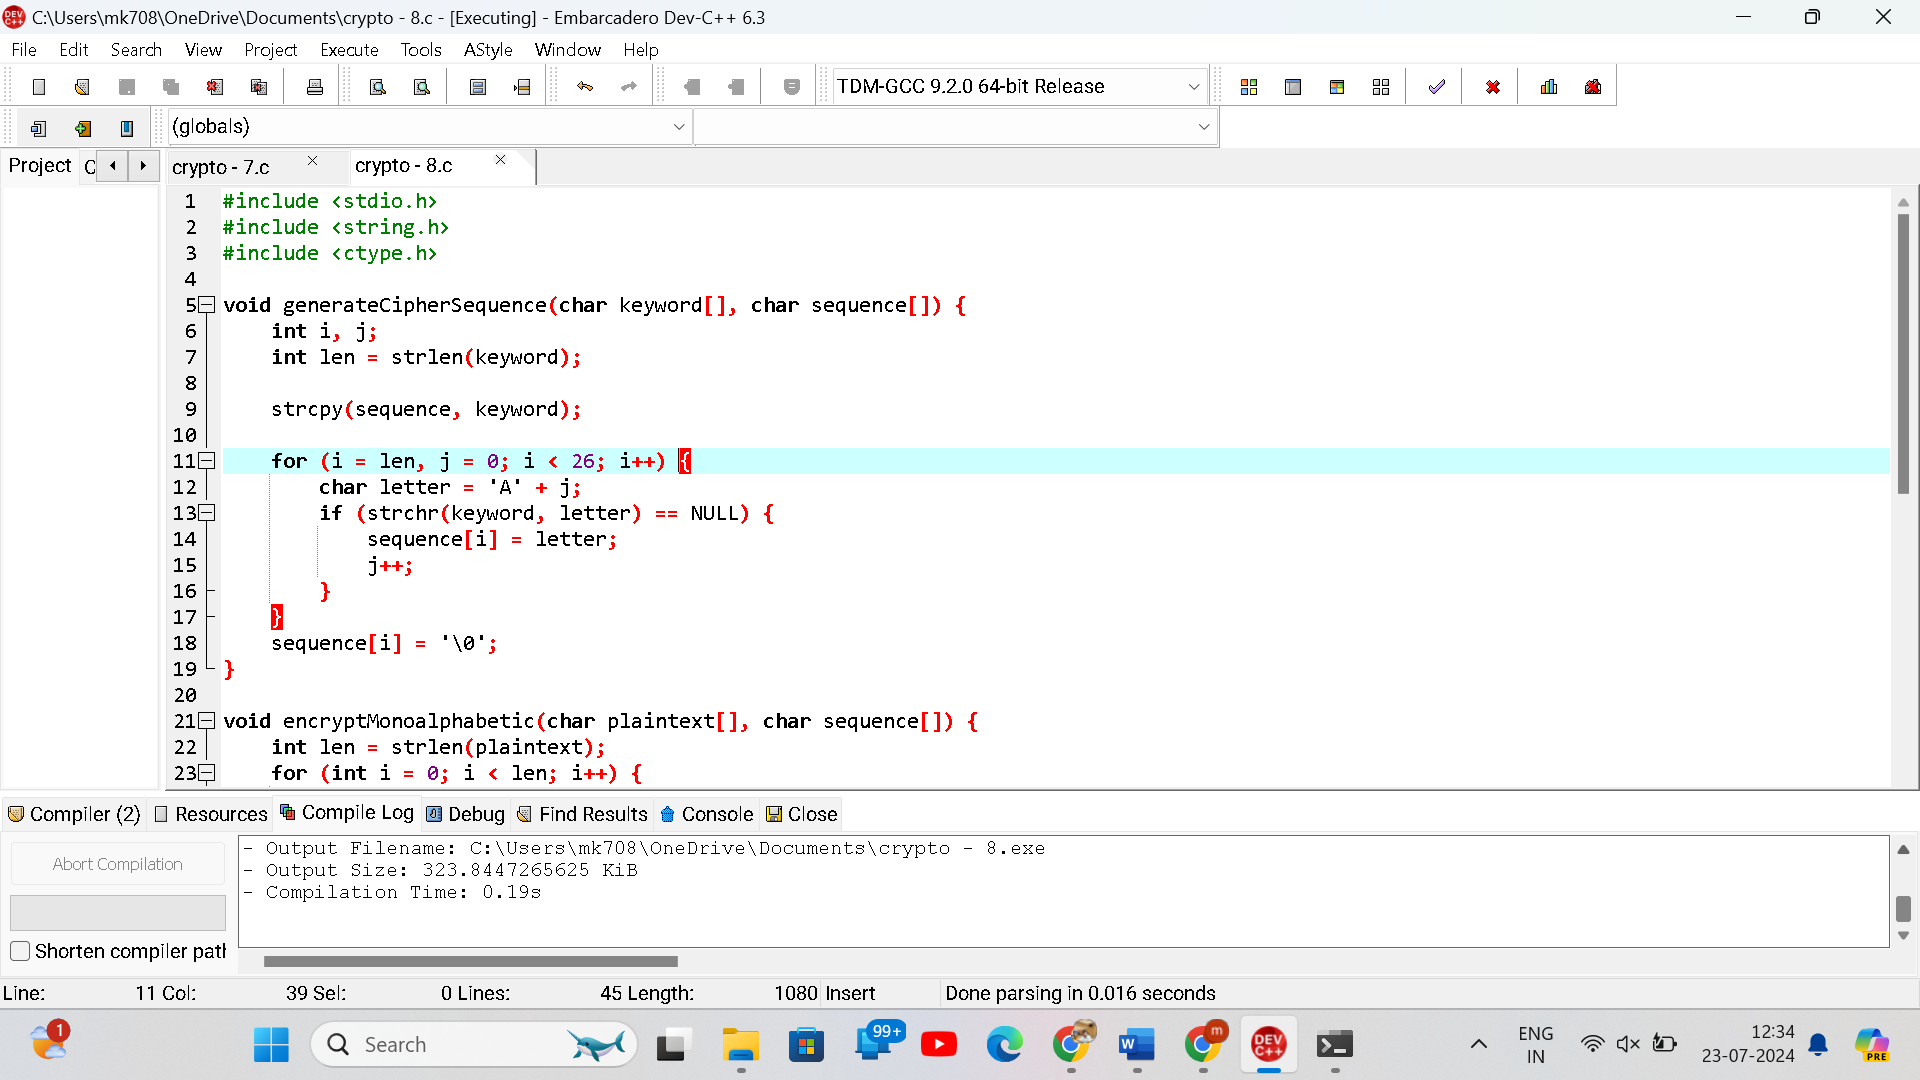 C:\Users\mk708\OneDrive\Documents\crypto - 8.c - [Executing] - Embarcadero Dev-C++ 6.3
File Edit Search View Project Execute Tools AStyle Window Help
TDM-GCC 9.2.0 64-bit Release
(globals)
Project C crypto - 7.c crypto - 8.c
1 #include <stdio.h>
2 #include <string.h>
3 #include <ctype.h>
4
5 void generateCipherSequence(char keyword[], char sequence[]) {
6 int i, j;
7 int len = strlen(keyword);
8
9 strcpy(sequence, keyword);
10
11 for (i = len, j = 0; i < 26; i++) {
12 char letter = 'A' + j;
13 if (strchr(keyword, letter) == NULL) {
14 sequence[i] = letter;
15 j++;
16 }
17 }
18 sequence[i] = '\0';
19 }
20
21 void encryptMonoalphabetic(char plaintext[], char sequence[]) {
22 int len = strlen(plaintext);
23 for (int i = 0; i < len; i++) {
Compiler (2) Resources Compile Log Debug Find Results Console Close
Abort Compilation
Shorten compiler path
- Output Filename: C:\Users\mk708\OneDrive\Documents\crypto - 8.exe
- Output Size: 323.8447265625 KiB
- Compilation Time: 0.19s
Line: 11 Col: 39 Sel: 0 Lines: 45 Length: 1080 Insert Done parsing in 0.016 seconds
1 Search 99+ W m DEV C++ ENG IN 12:34 23-07-2024 PRE